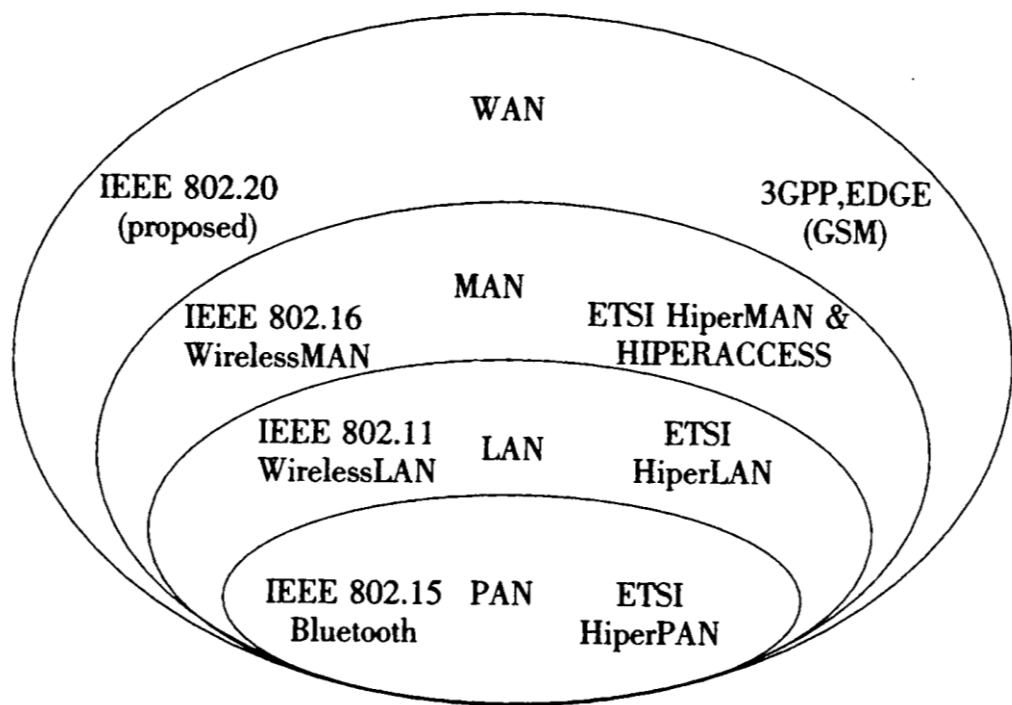 WAN
IEEE 802.20
(proposed)
3GPP,EDGE
(GSM)
MAN
IEEE 802.16
WirelessMAN
ETSI HiperMAN &
HIPERACCESS
IEEE 802.11
WirelessLAN
LAN
ETSI
HiperLAN
IEEE 802.15
Bluetooth
PAN
ETSI
HiperPAN